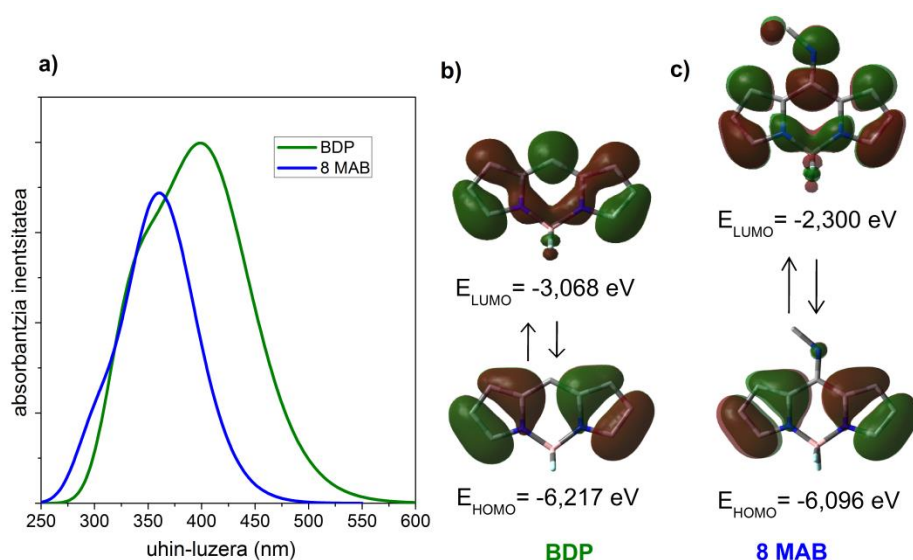 a)
BDP
8 MAB
absorbantzia inentsitatea
250 300 350 400 450 500 550 600
uhin-luzera (nm)
b)
E_LUMO= -3,068 eV
E_HOMO= -6,217 eV
BDP
c)
E_LUMO= -2,300 eV
E_HOMO= -6,096 eV
8 MAB